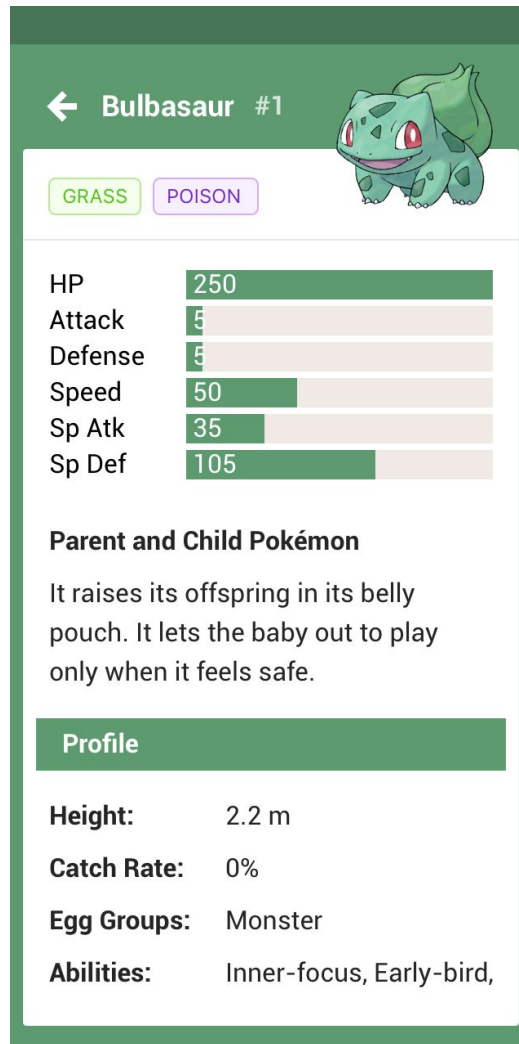 Bulbasaur #1
GRASS POISON
HP 250
Attack 5
Defense 5
Speed 50
Sp Atk 35
Sp Def 105
Parent and Child Pokémon
It raises its offspring in its belly
pouch. It lets the baby out to play
only when it feels safe.
Profile
Height: 2.2 m
Catch Rate: 0%
Egg Groups: Monster
Abilities: Inner-focus, Early-bird,